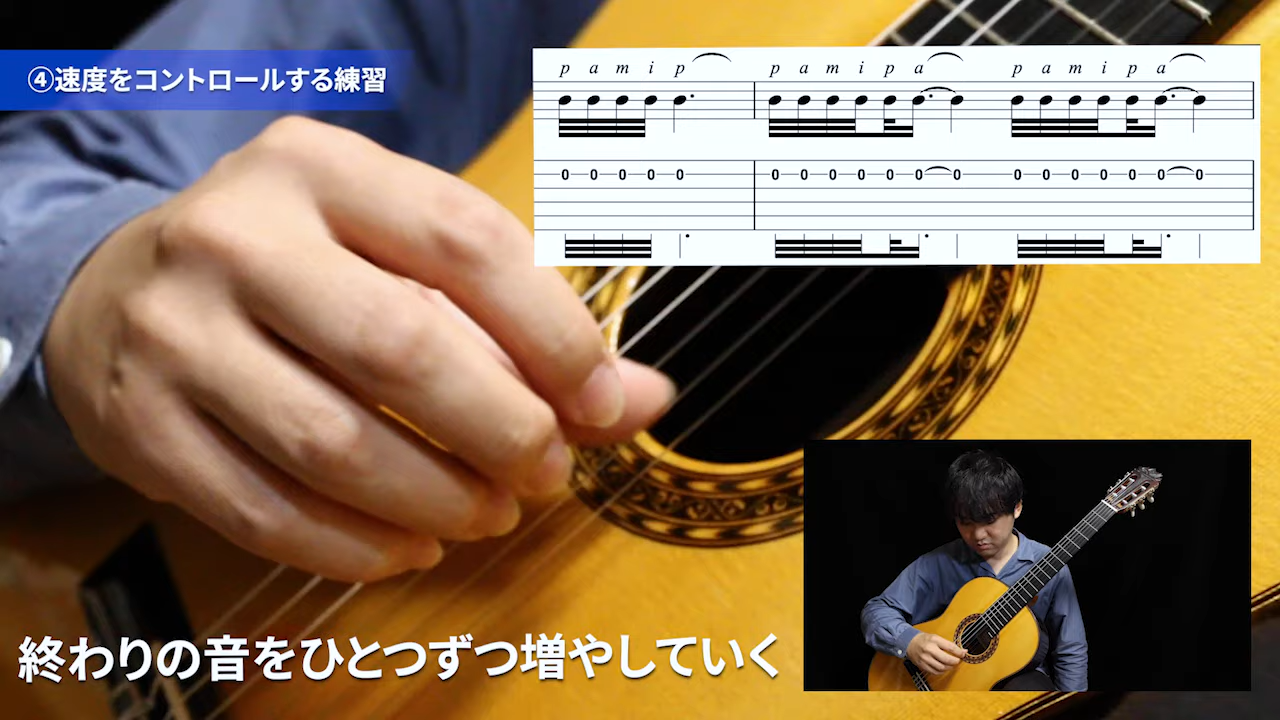 ④速度をコントロールする練習
p a m i p p a m i p a p a m i p a
0 0 0 0 0 0 0 0 0 0 0 0 0 0 0 0 0 0 0
終わりの音をひとつずつ増やしていく